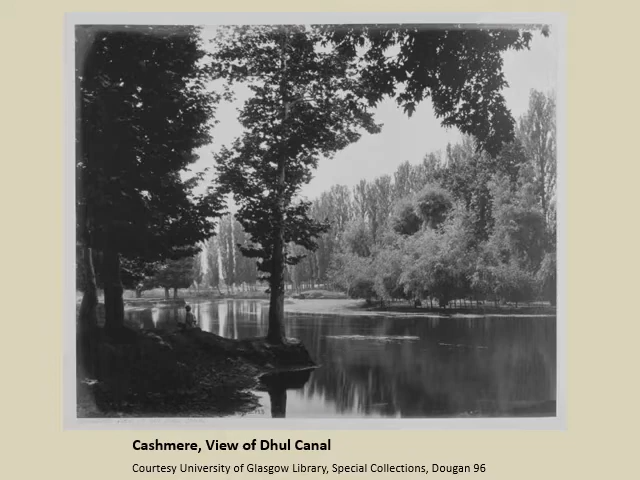 Cashmere, View of Dhul Canal
Courtesy University of Glasgow Library, Special Collections, Dougan 96